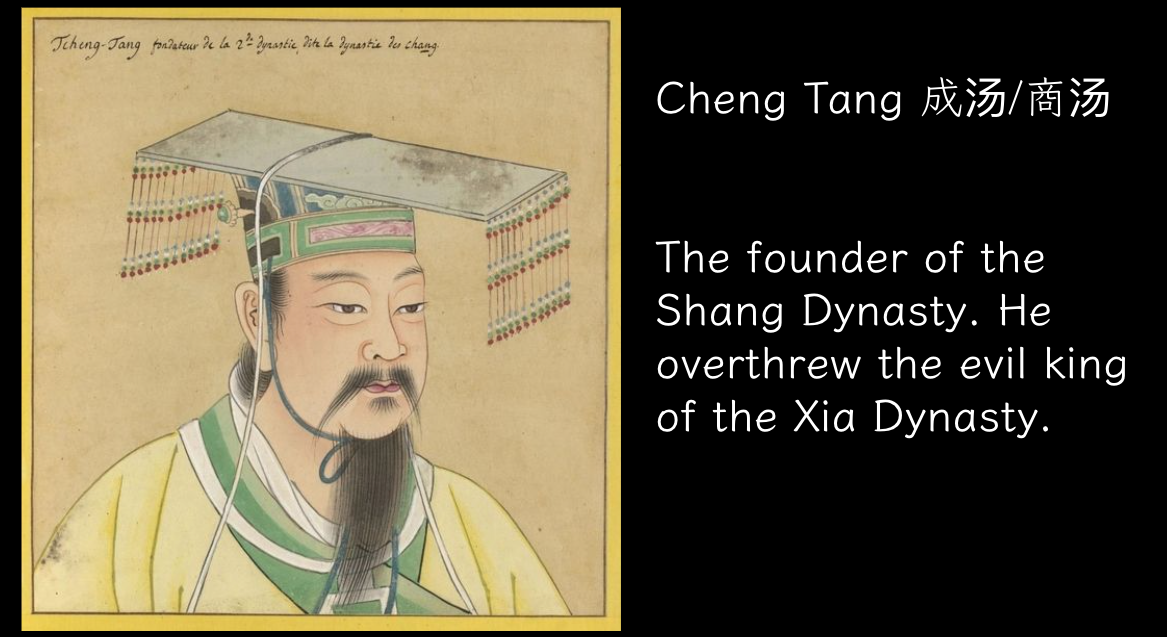 Tcheng-Tang fondateur de la 2de dynastie, dite la dynastie des chang.
Cheng Tang 成汤/商汤
The founder of the
Shang Dynasty. He
overthrew the evil king
of the Xia Dynasty.